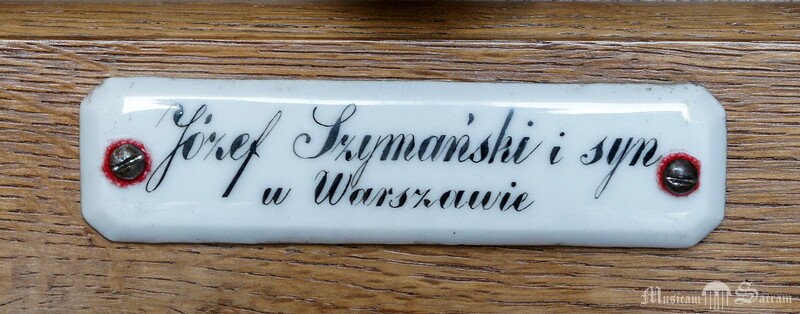 Józef Szymański i syn
w Warszawie
Musicam Sacram